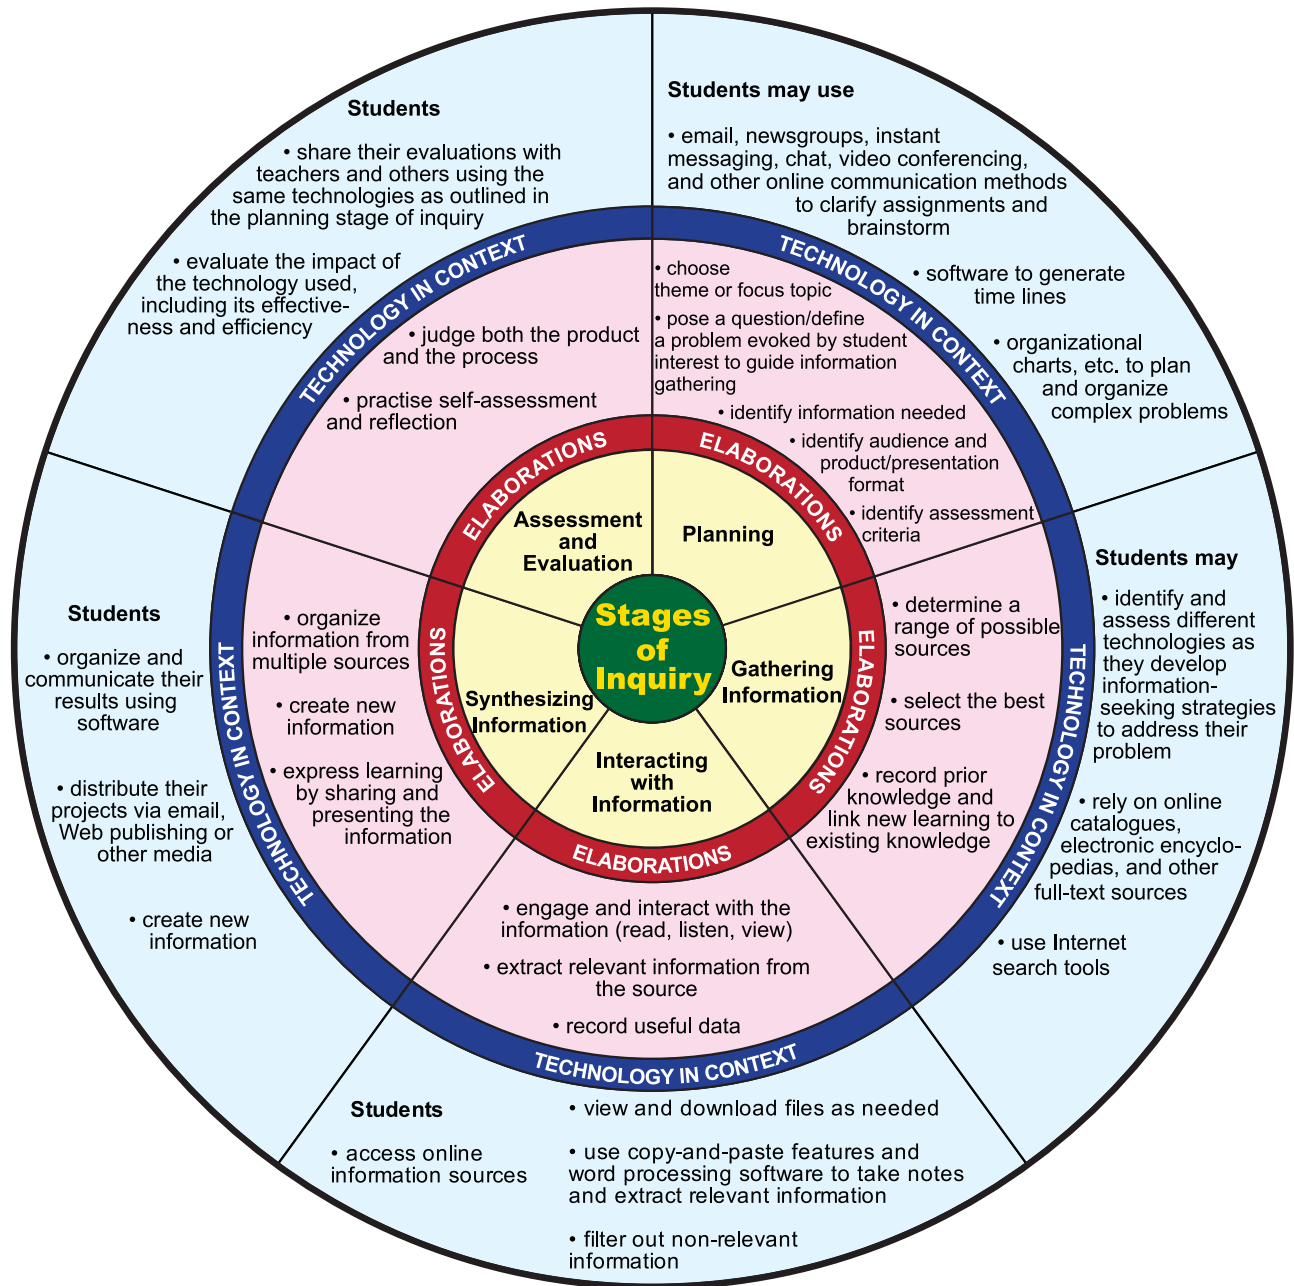 Stages
of
Inquiry
Planning
ELABORATIONS
• choose
theme or focus topic
• pose a question/define
a problem evoked by student
interest to guide information
gathering
• identify information needed
• identify audience and
product/presentation
format
• identify assessment
criteria
TECHNOLOGY IN CONTEXT
Students may use
• email, newsgroups, instant
messaging, chat, video conferencing,
and other online communication methods
to clarify assignments and
brainstorm
• software to generate
time lines
• organizational
charts, etc. to plan
and organize
complex problems
Gathering
Information
ELABORATIONS
• determine a
range of possible
sources
• select the best
sources
• record prior
knowledge and
link new learning to
existing knowledge
TECHNOLOGY IN CONTEXT
Students may
• identify and
assess different
technologies as
they develop
information-
seeking strategies
to address their
problem
• rely on online
catalogues,
electronic encyclo-
pedias, and other
full-text sources
• use Internet
search tools
Interacting
with
Information
ELABORATIONS
• engage and interact with the
information (read, listen, view)
• extract relevant information from
the source
• record useful data
TECHNOLOGY IN CONTEXT
Students
• access online
information sources
• view and download files as needed
• use copy-and-paste features and
word processing software to take notes
and extract relevant information
• filter out non-relevant
information
Synthesizing
Information
ELABORATIONS
• organize
information from
multiple sources
• create new
information
• express learning
by sharing and
presenting the
information
TECHNOLOGY IN CONTEXT
Students
• organize and
communicate their
results using
software
• distribute their
projects via email,
Web publishing or
other media
• create new
information
Assessment
and
Evaluation
ELABORATIONS
• judge both the product
and the process
• practise self-assessment
and reflection
TECHNOLOGY IN CONTEXT
Students
• share their evaluations with
teachers and others using the
same technologies as outlined in
the planning stage of inquiry
• evaluate the impact of
the technology used,
including its effective-
ness and efficiency